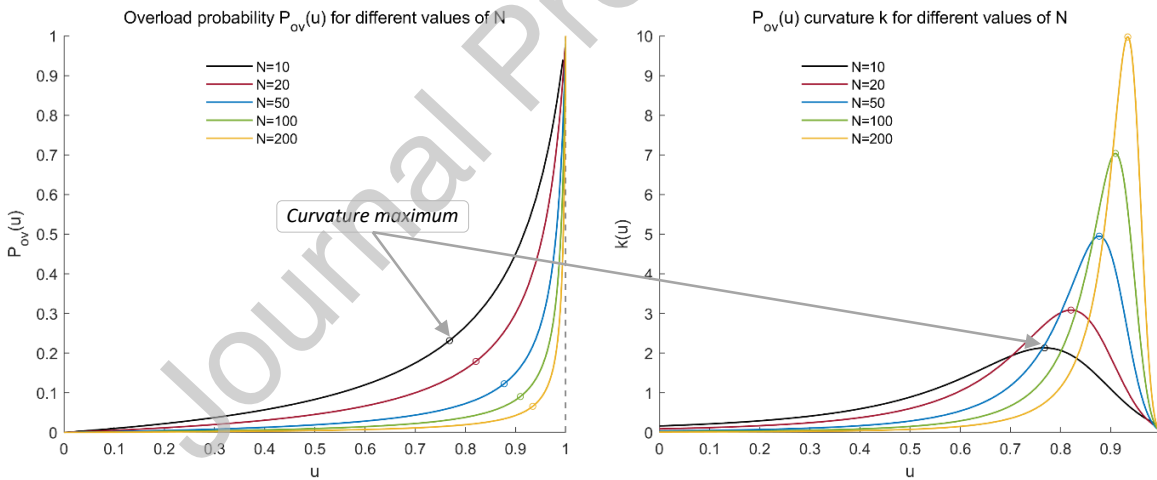 Overload probability P_ov(u) for different values of N
1
0.9
0.8
0.7
0.6
0.5
0.4
0.3
0.2
0.1
0
P_ov(u)
N=10
N=20
N=50
N=100
N=200
Curvature maximum
0 0.1 0.2 0.3 0.4 0.5 0.6 0.7 0.8 0.9 1
u
P_ov(u) curvature k for different values of N
10
9
8
7
6
5
4
3
2
1
0
k(u)
N=10
N=20
N=50
N=100
N=200
0 0.1 0.2 0.3 0.4 0.5 0.6 0.7 0.8 0.9
u
Journal Pre